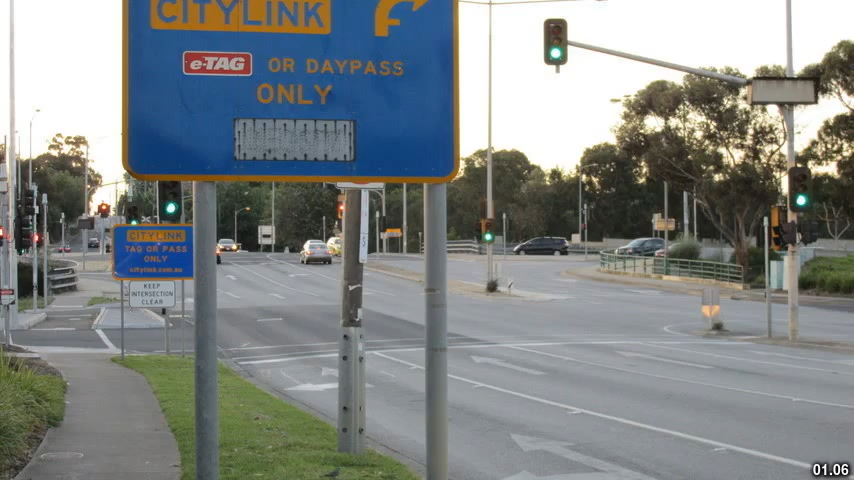 CITYLINK
e-TAG OR DAYPASS
ONLY
CITYLINK
TAG OR PASS
ONLY
citylink.com.au
KEEP
INTERSECTION
CLEAR
01.06